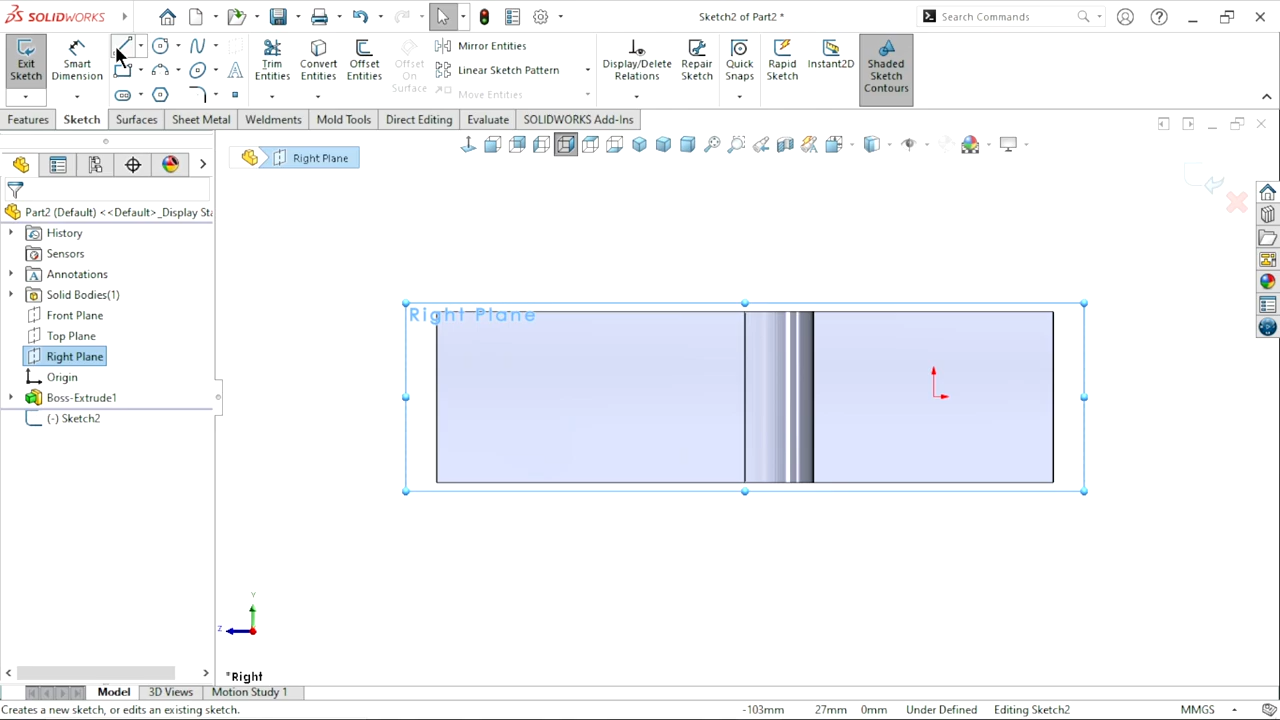 SOLIDWORKS
Sketch2 of Part2 *
Search Commands
Exit Sketch
Smart Dimension
Trim Entities
Convert Entities
Offset Entities
Offset On Surface
Mirror Entities
Linear Sketch Pattern
Move Entities
Display/Delete Relations
Repair Sketch
Quick Snaps
Rapid Sketch
Instant2D
Shaded Sketch Contours
Features
Sketch
Surfaces
Sheet Metal
Weldments
Mold Tools
Direct Editing
Evaluate
SOLIDWORKS Add-Ins
Right Plane
Part2 (Default) <<Default>_Display Sta
History
Sensors
Annotations
Solid Bodies(1)
Front Plane
Top Plane
Right Plane
Origin
Boss-Extrude1
(-) Sketch2
Right Plane
Y
Z
*Right
Model
3D Views
Motion Study 1
Creates a new sketch, or edits an existing sketch.
-103mm
27mm
0mm
Under Defined
Editing Sketch2
MMGS